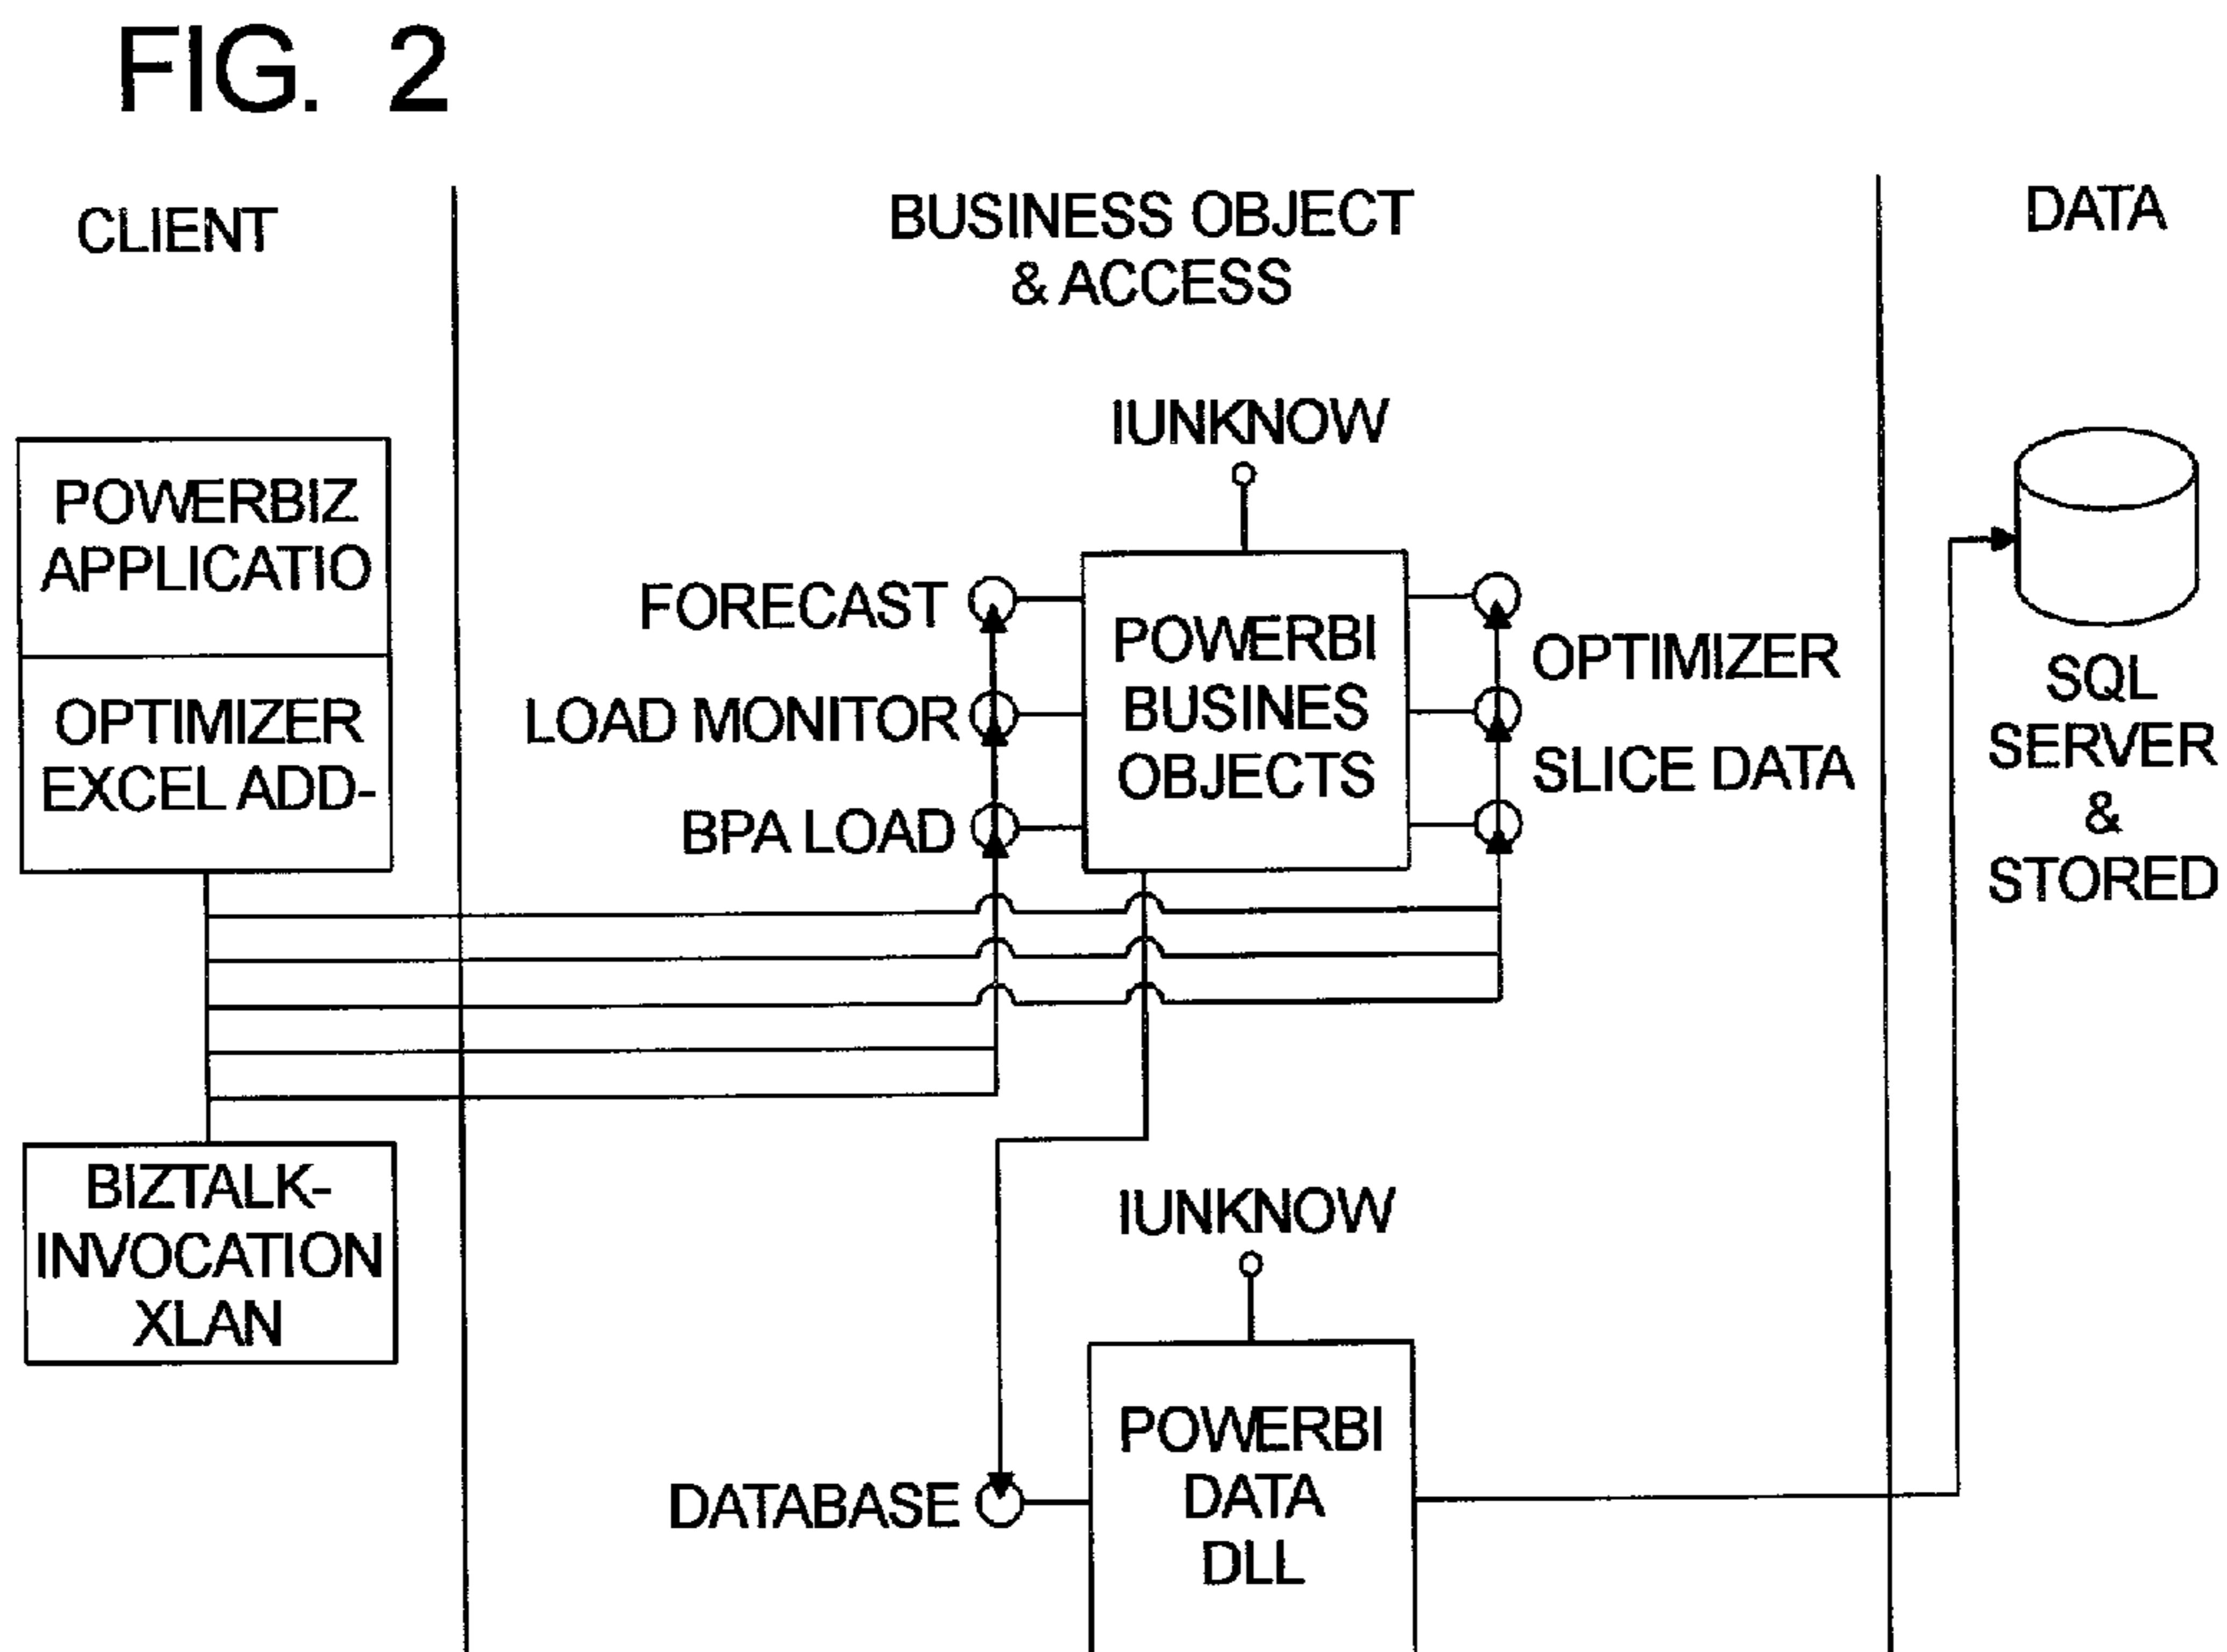 FIG. 2
CLIENT
BUSINESS OBJECT
& ACCESS
DATA
POWERBIZ
APPLICATIO
OPTIMIZER
EXCEL ADD-
BIZTALK-
INVOCATION
XLAN
IUNKNOW
FORECAST
LOAD MONITOR
BPA LOAD
POWERBI
BUSINES
OBJECTS
OPTIMIZER
SLICE DATA
IUNKNOW
DATABASE
POWERBI
DATA
DLL
SQL
SERVER
&
STORED